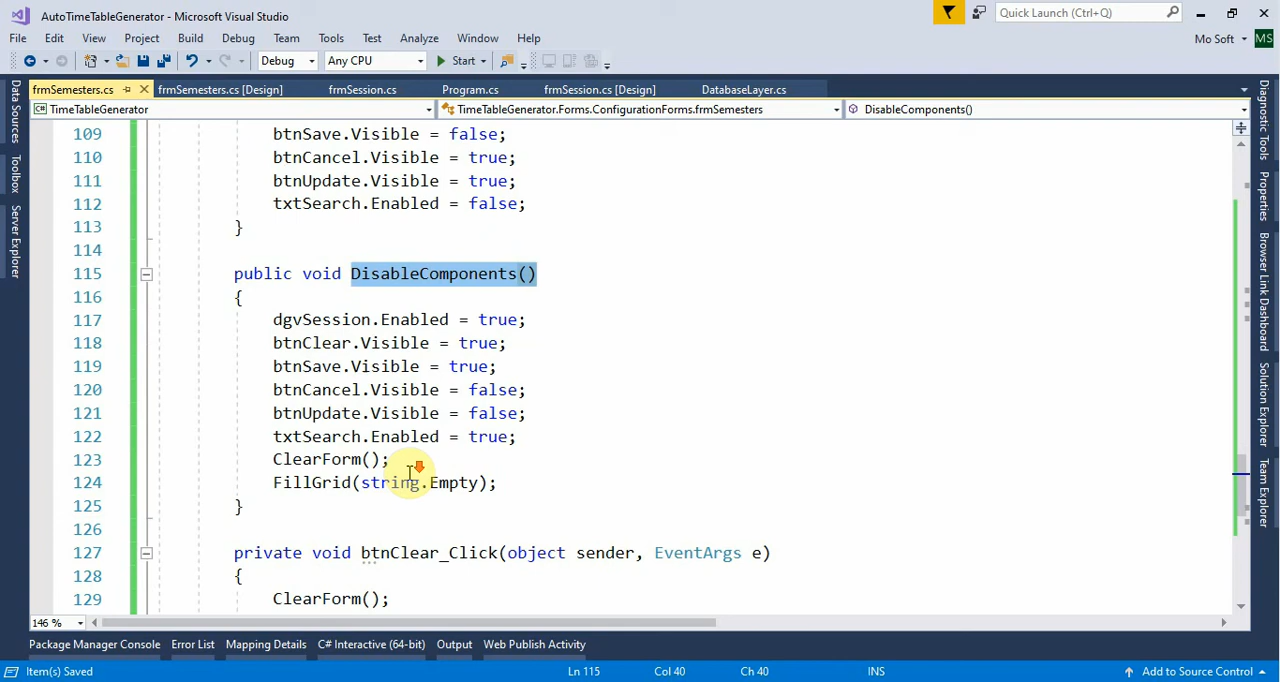 AutoTimeTableGenerator - Microsoft Visual Studio
Quick Launch (Ctrl+Q)
File Edit View Project Build Debug Team Tools Test Analyze Window Help
Mo Soft MS
Debug Any CPU Start
frmSemesters.cs frmSemesters.cs [Design] frmSession.cs Program.cs frmSession.cs [Design] DatabaseLayer.cs
C# TimeTableGenerator TimeTableGenerator.Forms.ConfigurationForms.frmSemesters DisableComponents()
Data Sources
Toolbox
Server Explorer
109 btnSave.Visible = false;
110 btnCancel.Visible = true;
111 btnUpdate.Visible = true;
112 txtSearch.Enabled = false;
113 }
114
115 public void DisableComponents()
116 {
117 dgvSession.Enabled = true;
118 btnClear.Visible = true;
119 btnSave.Visible = true;
120 btnCancel.Visible = false;
121 btnUpdate.Visible = false;
122 txtSearch.Enabled = true;
123 ClearForm();
124 FillGrid(string.Empty);
125 }
126
127 private void btnClear_Click(object sender, EventArgs e)
128 {
129 ClearForm();
Diagnostic Tools
Properties
Browser Link Dashboard
Solution Explorer
Team Explorer
146 %
Package Manager Console Error List Mapping Details C# Interactive (64-bit) Output Web Publish Activity
Item(s) Saved Ln 115 Col 40 Ch 40 INS Add to Source Control